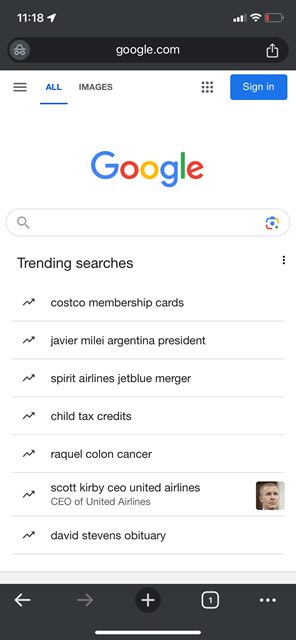 11:18
google.com
ALL IMAGES Sign in
Google
Trending searches
costco membership cards
javier milei argentina president
spirit airlines jetblue merger
child tax credits
raquel colon cancer
scott kirby ceo united airlines
CEO of United Airlines
david stevens obituary
1